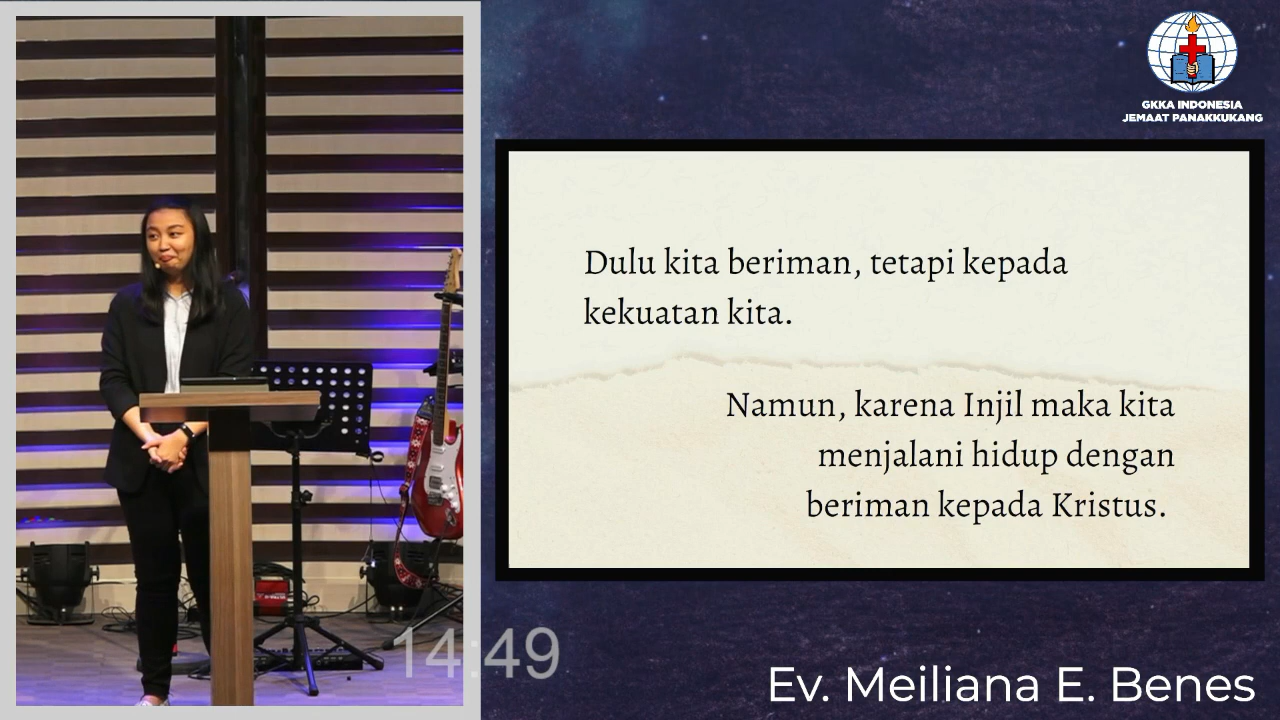 GKKA INDONESIA
JEMAAT PANAKKUKANG
Dulu kita beriman, tetapi kepada
kekuatan kita.
Namun, karena Injil maka kita
menjalani hidup dengan
beriman kepada Kristus.
14:49
Ev. Meiliana E. Benes